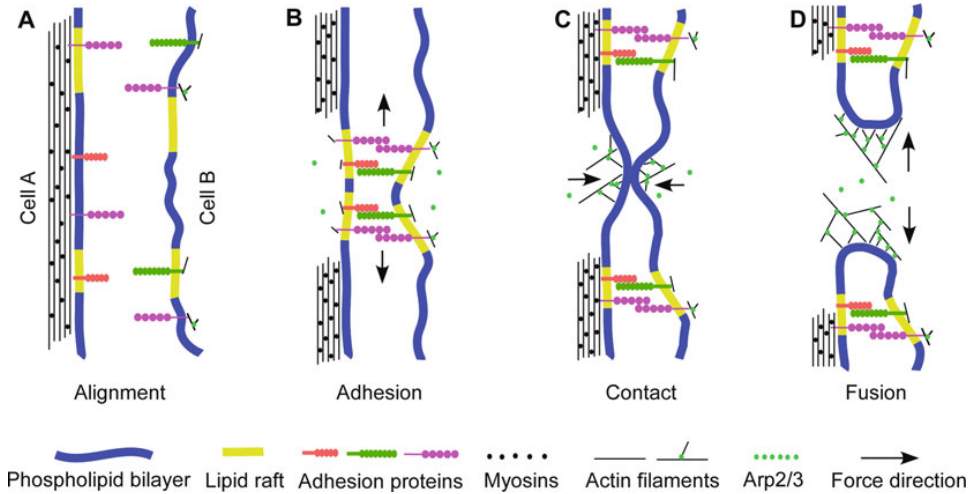 A
B
C
D
Cell A
Cell B
Alignment
Adhesion
Contact
Fusion
Phospholipid bilayer
Lipid raft
Adhesion proteins
Myosins
Actin filaments
Arp2/3
Force direction